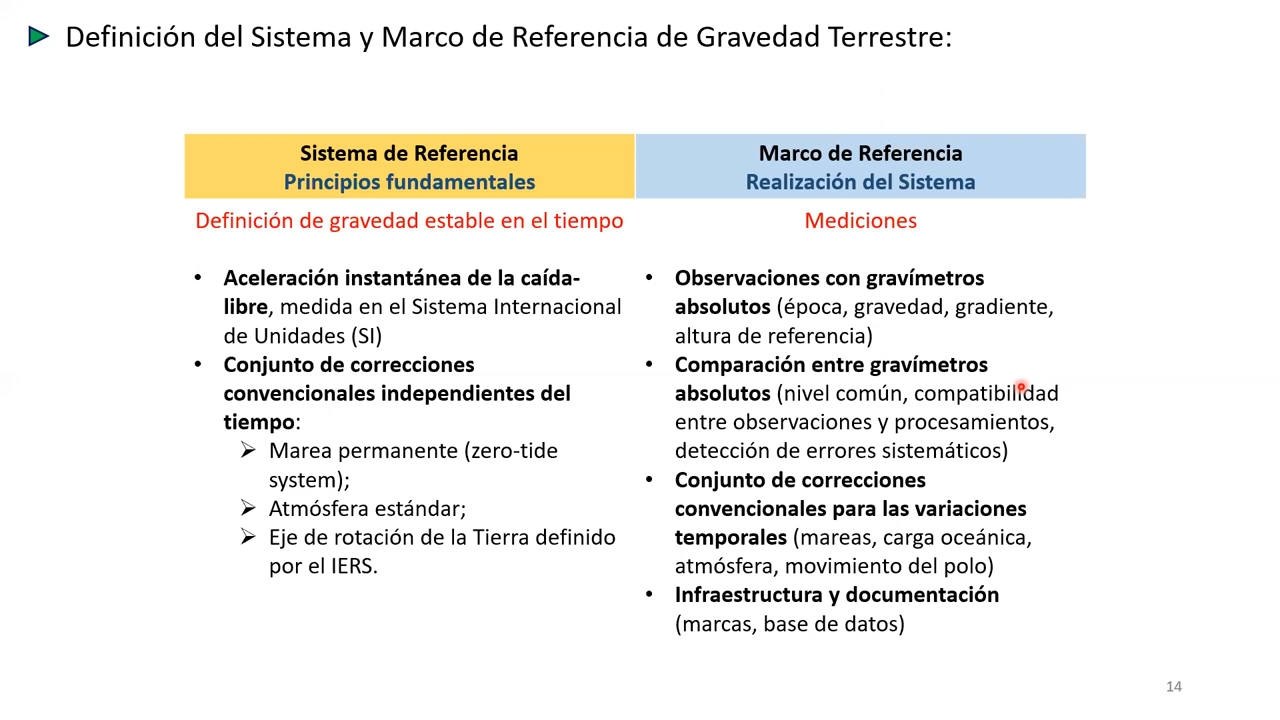 Definición del Sistema y Marco de Referencia de Gravedad Terrestre:
Sistema de Referencia
Principios fundamentales
Definición de gravedad estable en el tiempo
• Aceleración instantánea de la caída-
libre, medida en el Sistema Internacional
de Unidades (SI)
• Conjunto de correcciones
convencionales independientes del
tiempo:
➢ Marea permanente (zero-tide
system);
➢ Atmósfera estándar;
➢ Eje de rotación de la Tierra definido
por el IERS.
Marco de Referencia
Realización del Sistema
Mediciones
• Observaciones con gravímetros
absolutos (época, gravedad, gradiente,
altura de referencia)
• Comparación entre gravímetros
absolutos (nivel común, compatibilidad
entre observaciones y procesamientos,
detección de errores sistemáticos)
• Conjunto de correcciones
convencionales para las variaciones
temporales (mareas, carga oceánica,
atmósfera, movimiento del polo)
• Infraestructura y documentación
(marcas, base de datos)
14